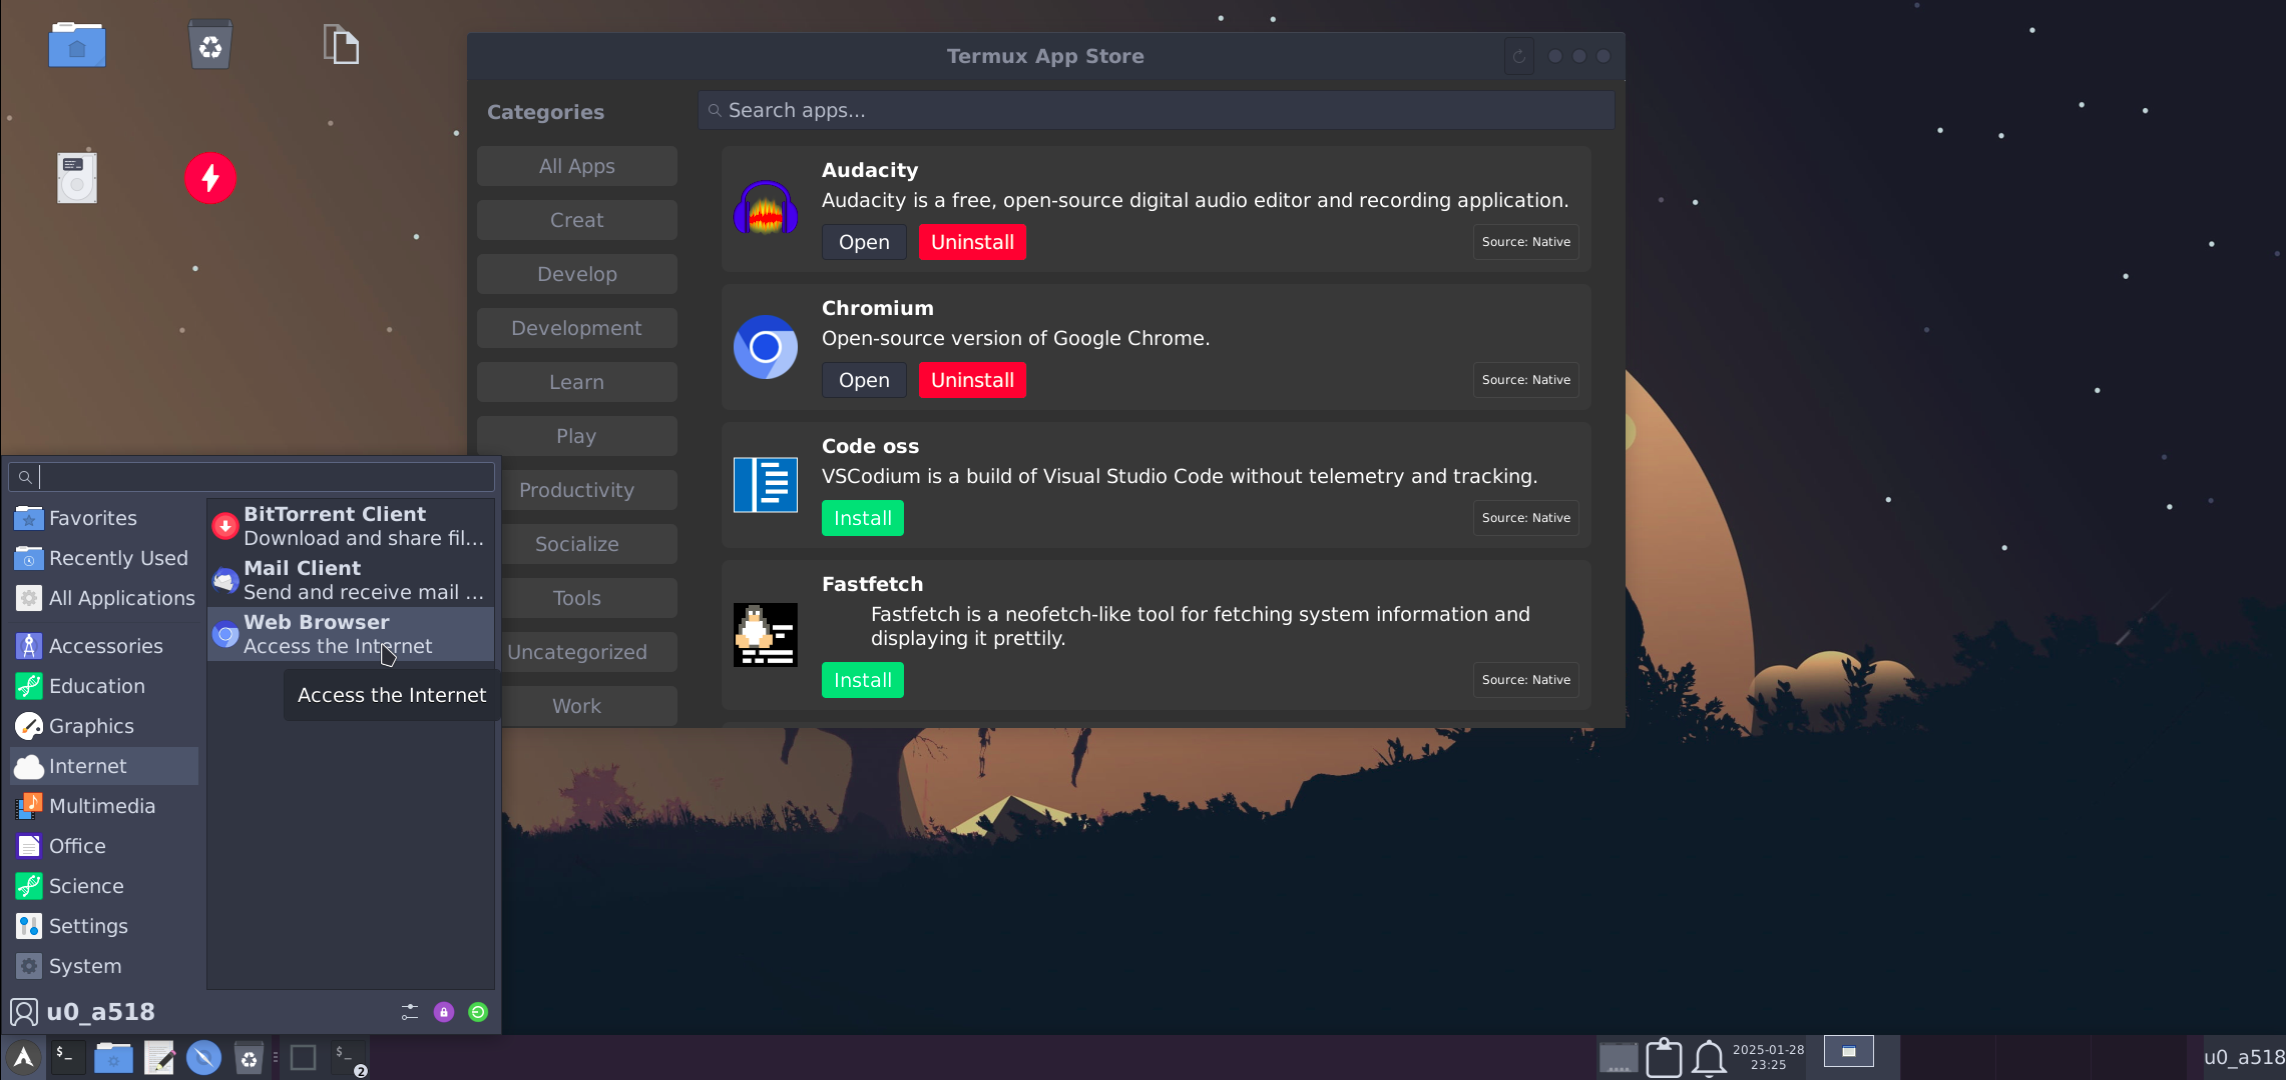 Termux App Store
Categories
Search apps...
All Apps
Creat
Develop
Development
Learn
Play
Productivity
Socialize
Tools
Uncategorized
Work
Audacity
Audacity is a free, open-source digital audio editor and recording application.
Open
Uninstall
Source: Native
Chromium
Open-source version of Google Chrome.
Open
Uninstall
Source: Native
Code oss
VSCodium is a build of Visual Studio Code without telemetry and tracking.
Install
Source: Native
Fastfetch
Fastfetch is a neofetch-like tool for fetching system information and
displaying it prettily.
Install
Source: Native
Favorites
Recently Used
All Applications
Accessories
Education
Graphics
Internet
Multimedia
Office
Science
Settings
System
BitTorrent Client
Download and share fil...
Mail Client
Send and receive mail ...
Web Browser
Access the Internet
Access the Internet
u0_a518
$_
$_
2
2025-01-28
23:25
u0_a518